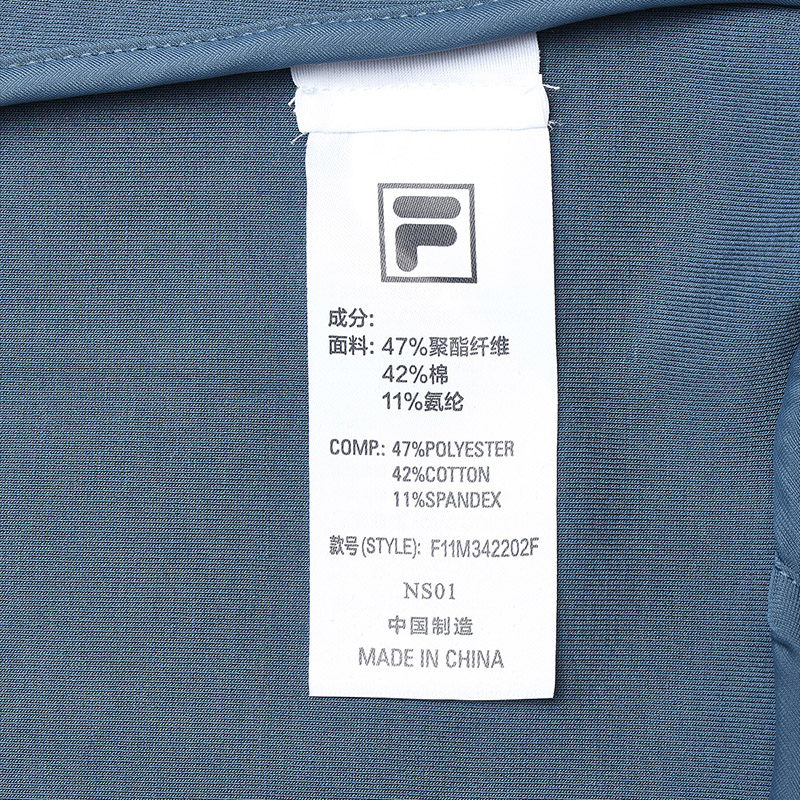 F
成分:
面料: 47%聚酯纤维
42%棉
11%氨纶
COMP.: 47%POLYESTER
42%COTTON
11%SPANDEX
款号(STYLE): F11M342202F
NS01
中国制造
MADE IN CHINA